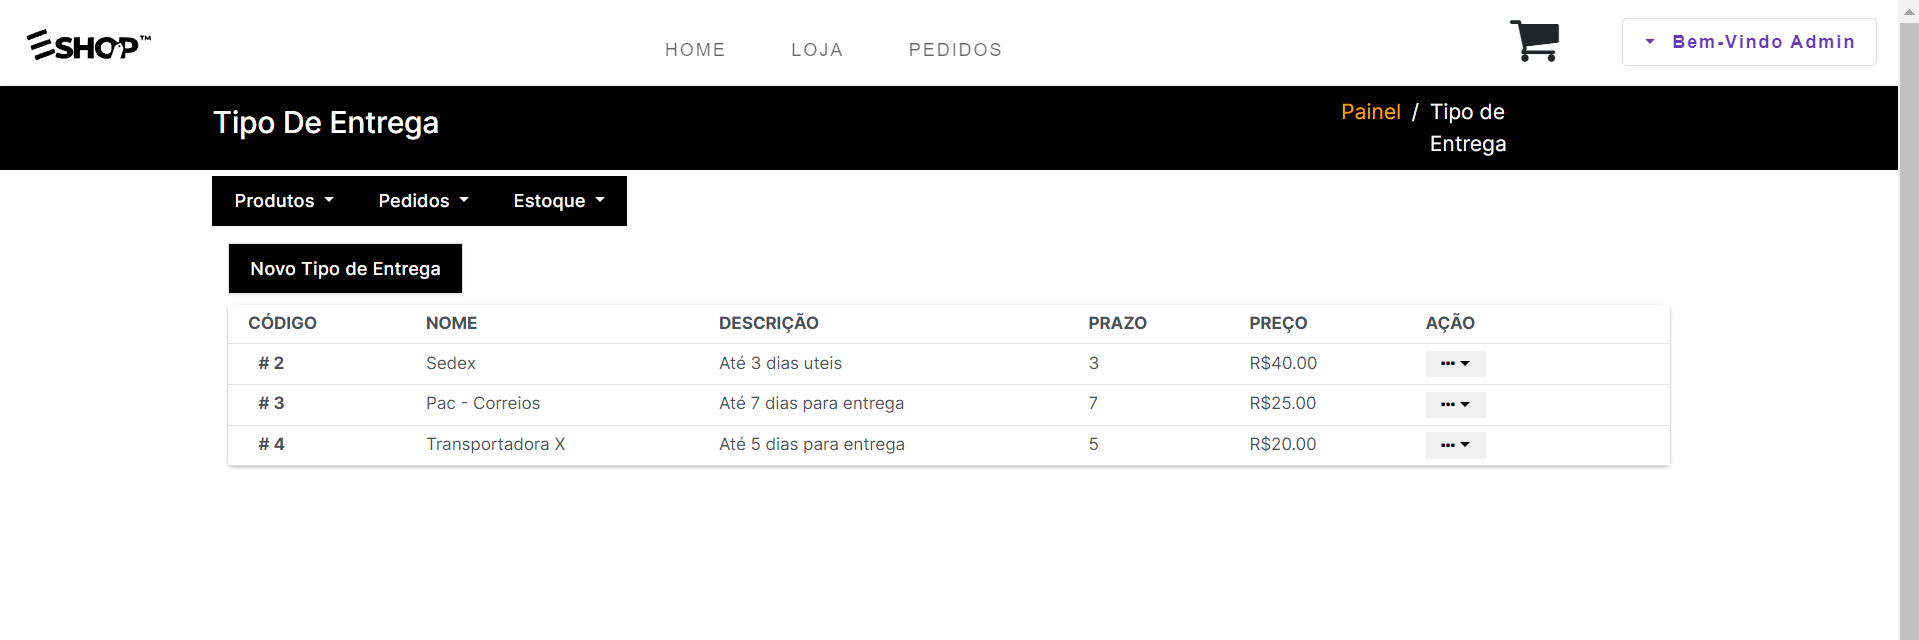 ESHOP™
HOME LOJA PEDIDOS
Bem-Vindo Admin
Tipo De Entrega
Painel / Tipo de
Entrega
Produtos Pedidos Estoque
Novo Tipo de Entrega
CÓDIGO NOME DESCRIÇÃO PRAZO PREÇO AÇÃO
# 2 Sedex Até 3 dias uteis 3 R$40.00 •••
# 3 Pac - Correios Até 7 dias para entrega 7 R$25.00 •••
# 4 Transportadora X Até 5 dias para entrega 5 R$20.00 •••